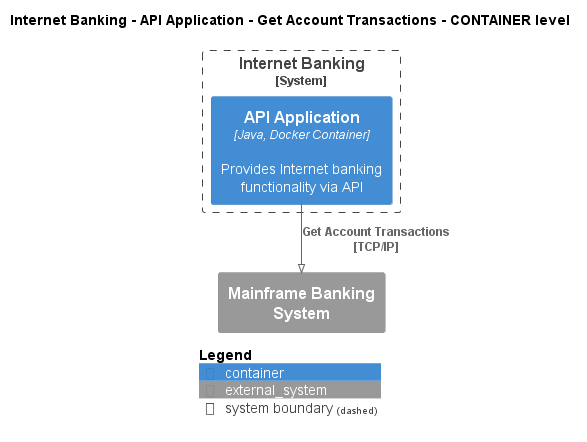 Internet Banking - API Application - Get Account Transactions - CONTAINER level
Internet Banking
[System]
API Application
[Java, Docker Container]
Provides Internet banking
functionality via API
Get Account Transactions
[TCP/IP]
Mainframe Banking
System
Legend
container
external_system
system boundary (dashed)